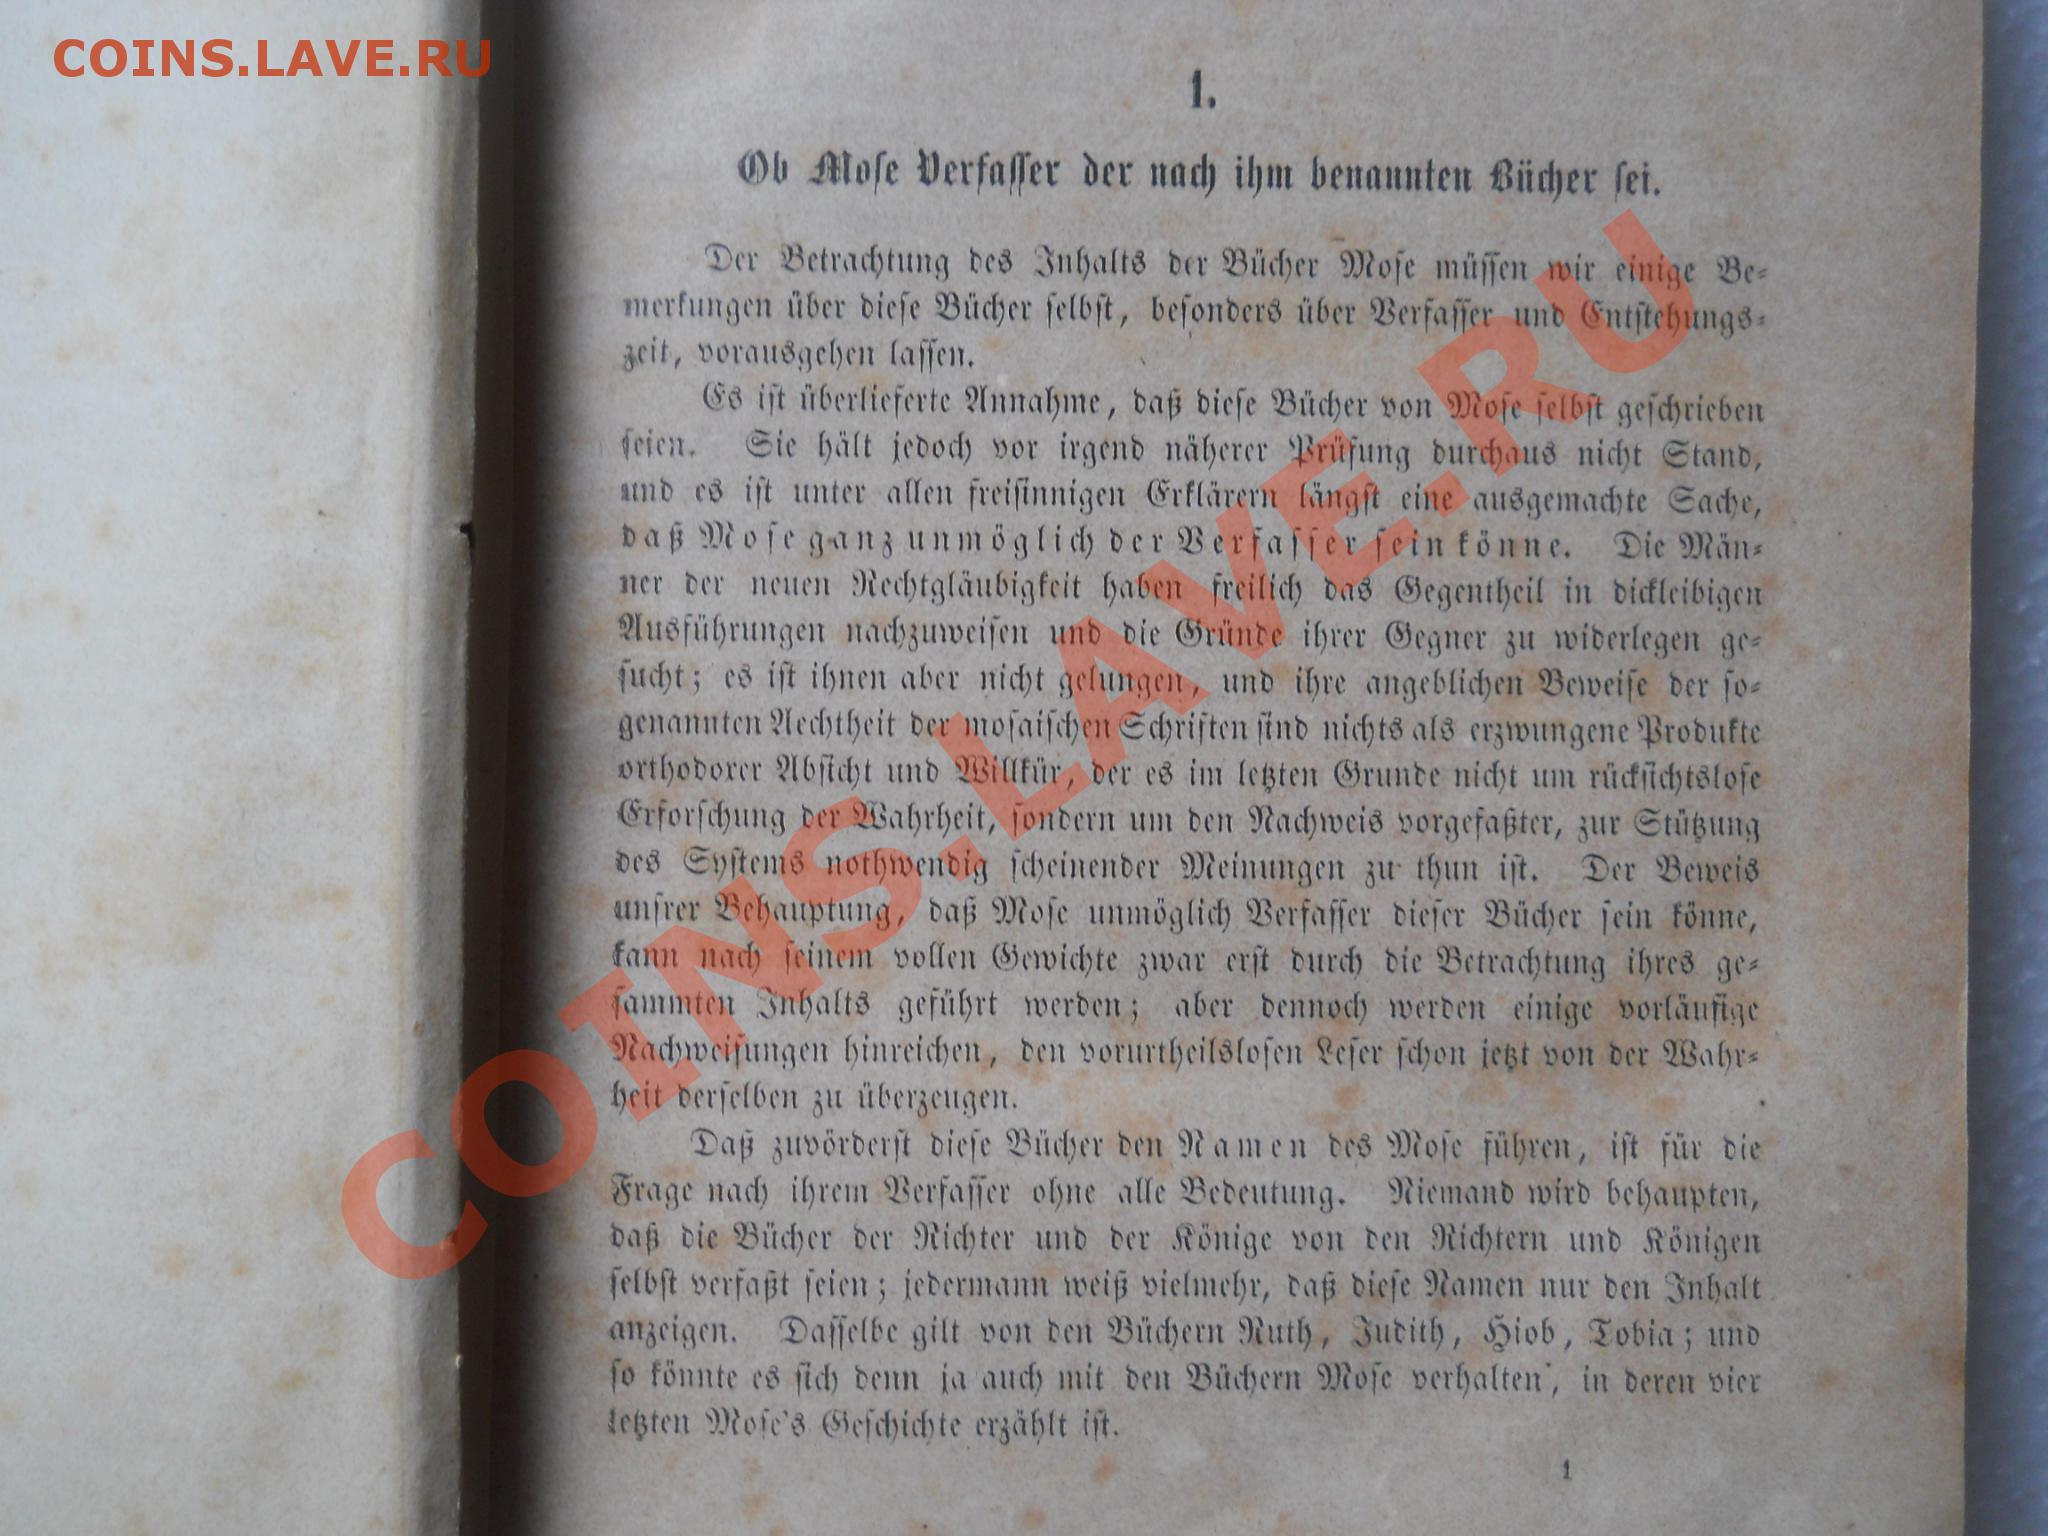 COINS.LAVE.RU
1.
Ob Mose Verfasser der nach ihm benannten Bücher sei.
Der Betrachtung des Inhalts der Bücher Mose müssen wir einige Be-
merkungen über diese Bücher selbst, besonders über Verfasser und Entstehungs-
zeit, vorausgehen lassen.
Es ist überlieferte Annahme, daß diese Bücher von Mose selbst geschrieben
seien. Sie hält jedoch vor irgend näherer Prüfung durchaus nicht Stand,
und es ist unter allen freisinnigen Erklärern längst eine ausgemachte Sache,
daß Mose ganz unmöglich der Verfasser sein könne. Die Män-
ner der neuen Rechtgläubigkeit haben freilich das Gegentheil in dickleibigen
Ausführungen nachzuweisen und die Gründe ihrer Gegner zu widerlegen ge-
sucht; es ist ihnen aber nicht gelungen, und ihre angeblichen Beweise der so-
genannten Aechtheit der mosaischen Schriften sind nichts als erzwungene Produkte
orthodoxer Absicht und Willkür, der es im letzten Grunde nicht um rücksichtslose
Erforschung der Wahrheit, sondern um den Nachweis vorgefaßter, zur Stützung
des Systems nothwendig scheinender Meinungen zu thun ist. Der Beweis
unsrer Behauptung, daß Mose unmöglich Verfasser dieser Bücher sein könne,
kann nach seinem vollen Gewichte zwar erst durch die Betrachtung ihres ge-
sammten Inhalts geführt werden; aber dennoch werden einige vorläufige
Nachweisungen hinreichen, den vorurtheilslosen Leser schon jetzt von der Wahr-
heit derselben zu überzeugen.
Daß zuvörderst diese Bücher den Namen des Mose führen, ist für die
Frage nach ihrem Verfasser ohne alle Bedeutung. Niemand wird behaupten,
daß die Bücher der Richter und der Könige von den Richtern und Königen
selbst verfaßt seien; jedermann weiß vielmehr, daß diese Namen nur den Inhalt
anzeigen. Dasselbe gilt von den Büchern Ruth, Judith, Hiob, Tobia; und
so könnte es sich denn ja auch mit den Büchern Mose verhalten, in deren vier
letzten Mose's Geschichte erzählt ist.
1
COINS.LAVE.RU